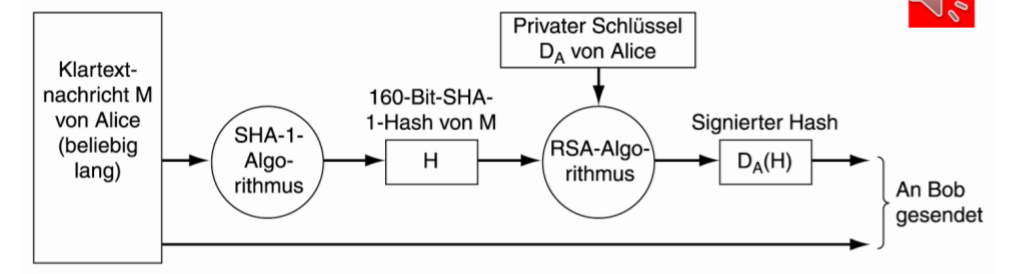 Klartext-
nachricht M
von Alice
(beliebig
lang)
SHA-1-
Algo-
rithmus
160-Bit-SHA-
1-Hash von M
H
Privater Schlüssel
D_A von Alice
RSA-Algo-
rithmus
Signierter Hash
D_A(H)
An Bob
gesendet